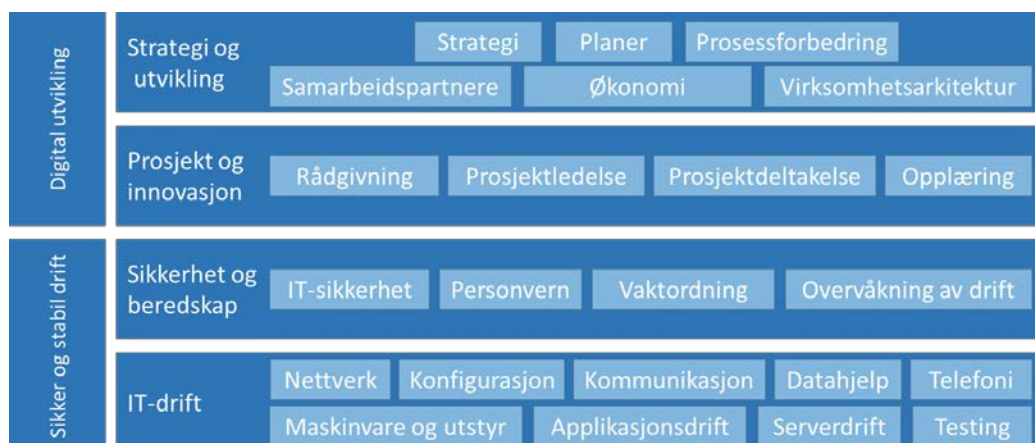 Digital utvikling
Strategi og
utvikling
Strategi Planer Prosessforbedring
Samarbeidspartnere Økonomi Virksomhetsarkitektur
Prosjekt og
innovasjon
Rådgivning Prosjektledelse Prosjektdeltakelse Opplæring
Sikker og stabil drift
Sikkerhet og
beredskap
IT-sikkerhet Personvern Vaktordning Overvåkning av drift
IT-drift
Nettverk Konfigurasjon Kommunikasjon Datahjelp Telefoni
Maskinvare og utstyr Applikasjonsdrift Serverdrift Testing